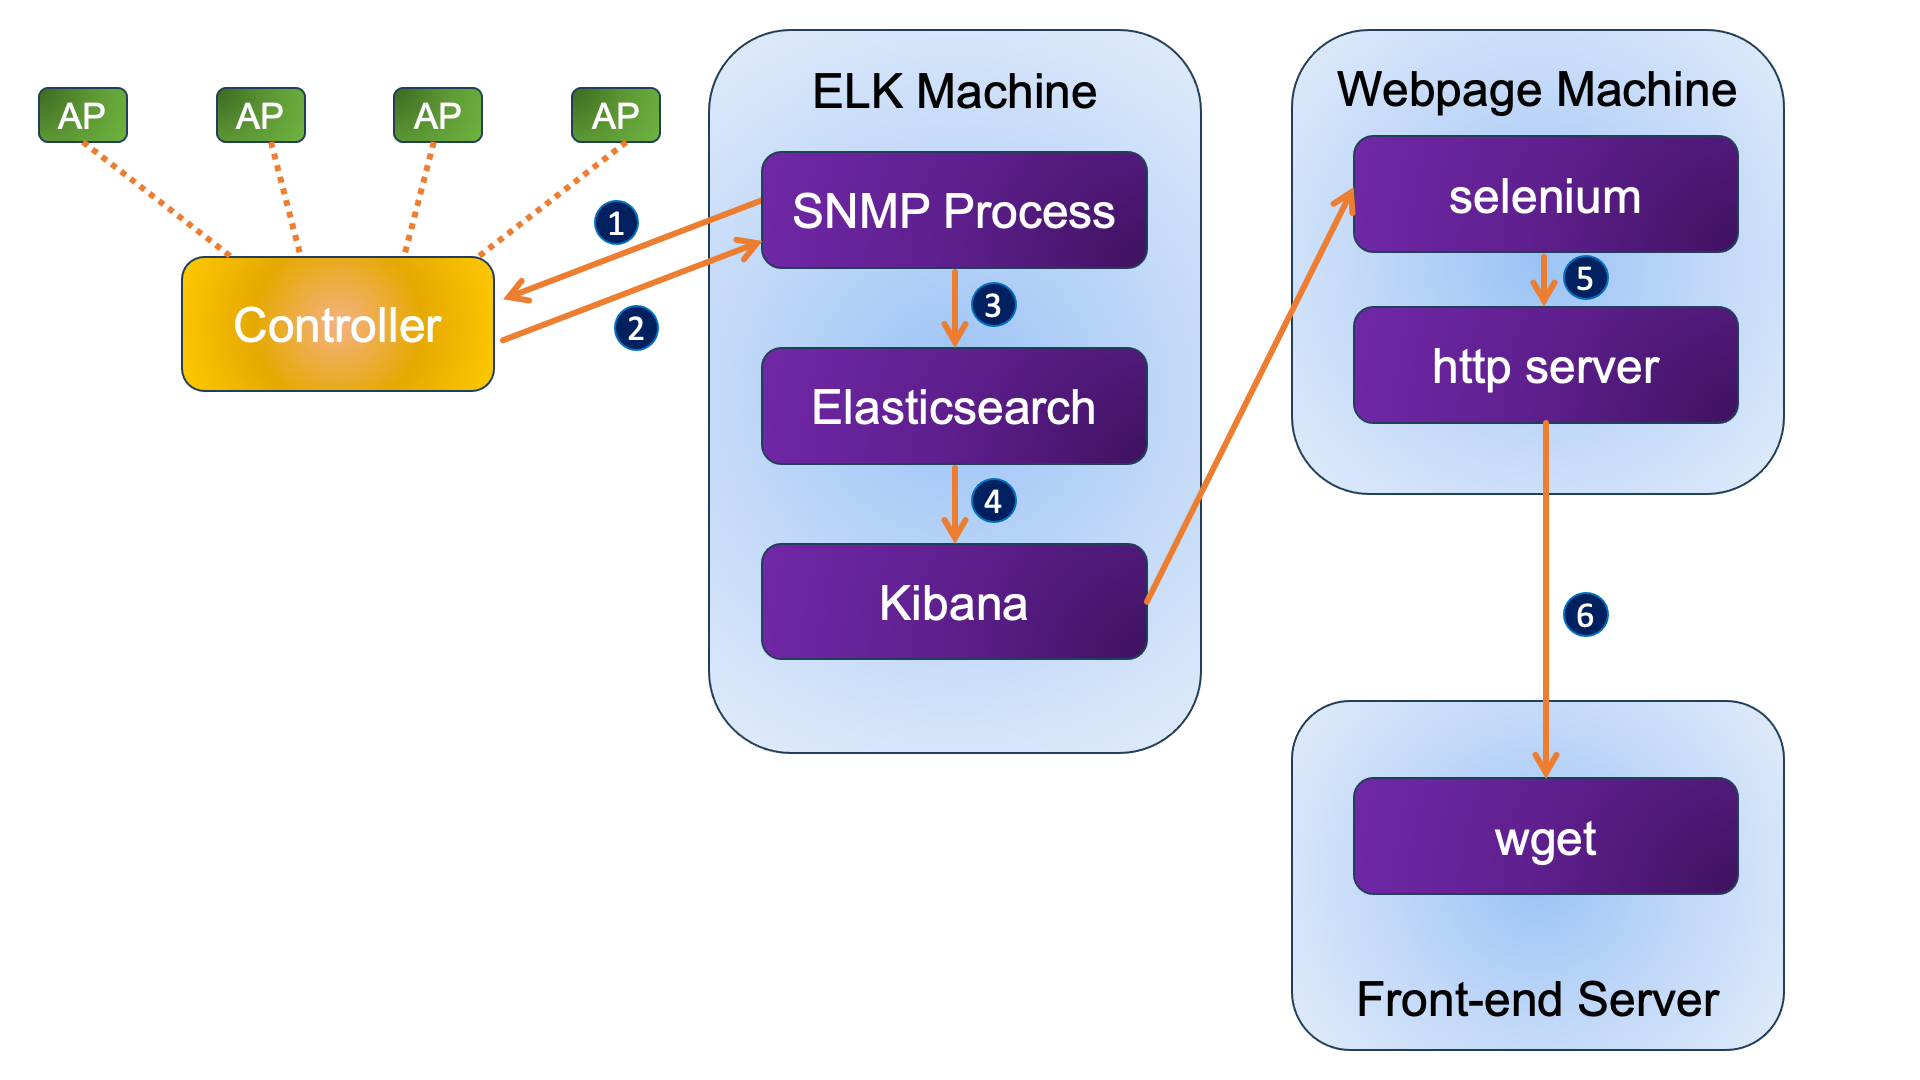 AP
AP
AP
AP
Controller
1
2
ELK Machine
SNMP Process
3
Elasticsearch
4
Kibana
Webpage Machine
selenium
5
http server
6
wget
Front-end Server